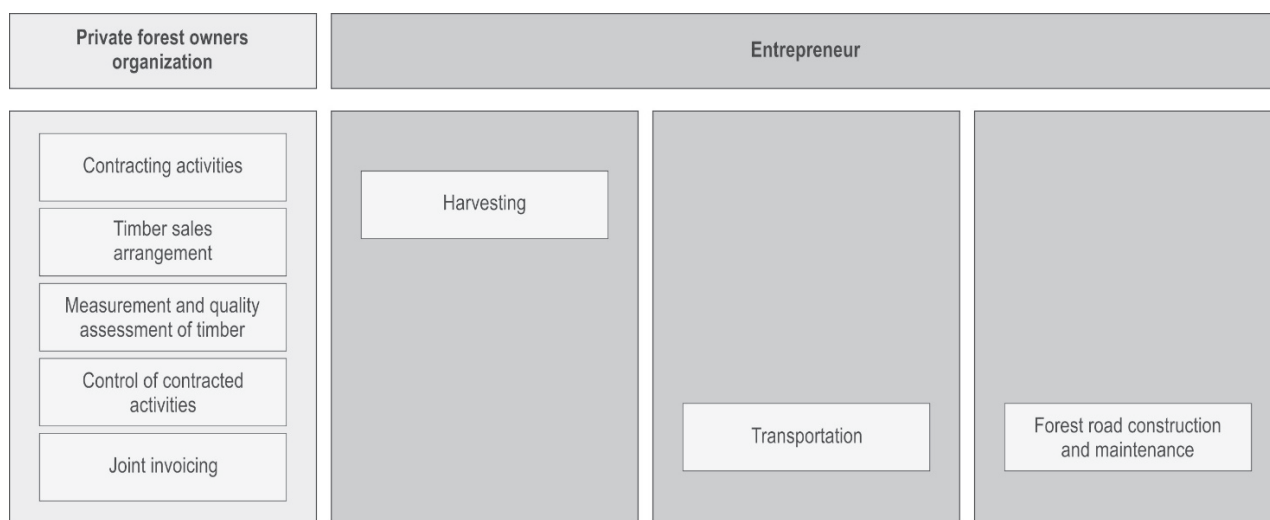 Private forest owners
organization
Entrepreneur
Contracting activities
Timber sales
arrangement
Measurement and quality
assessment of timber
Control of contracted
activities
Joint invoicing
Harvesting
Transportation
Forest road construction
and maintenance